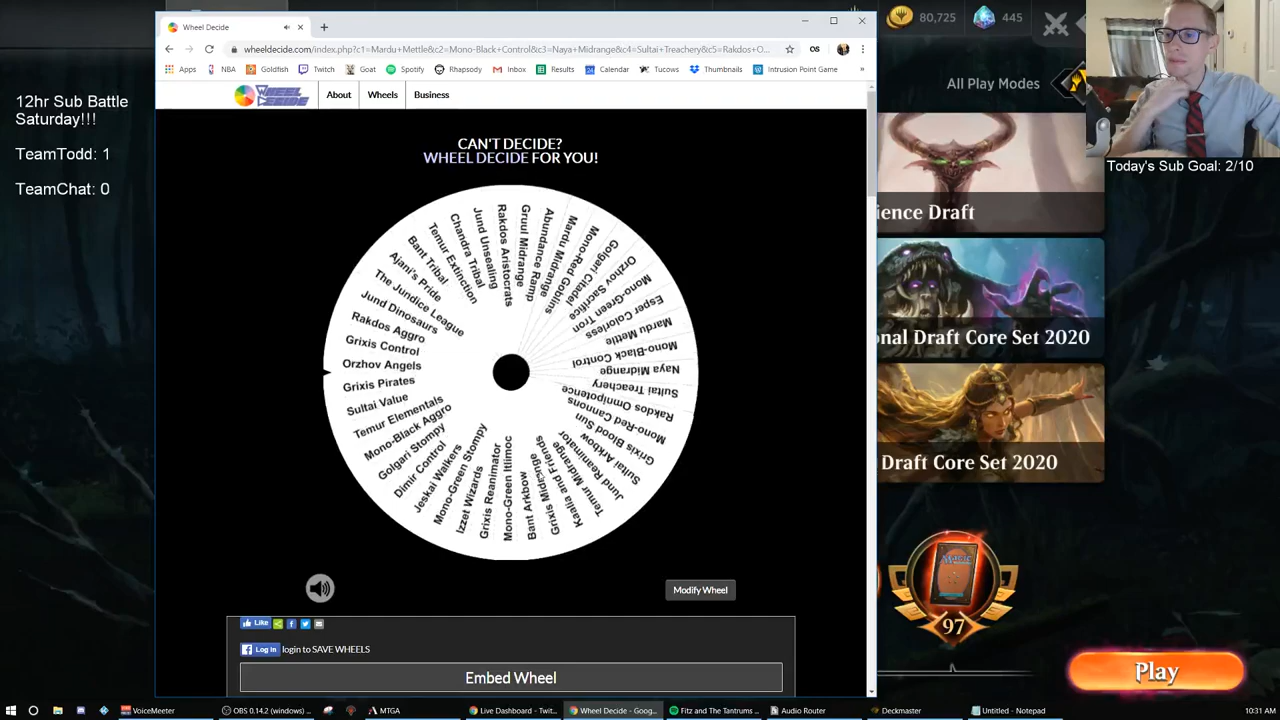 Wheel Decide
wheeldecide.com/index.php?c1=Mardu+Mettle&c2=Mono-Black+Control&c3=Naya+Midrange&c4=Sultai+Treachery&c5=Rakdos+O...
OS
Apps NBA Goldfish Twitch Goat Spotify Rhapsody Inbox Results Calendar Tucows Thumbnails Intrusion Point Game »
WHEEL DECIDE About Wheels Business
CAN'T DECIDE?
WHEEL DECIDE FOR YOU!
Abundance Ramp
Mardu Midrange
Mono-Red Goblins
Golgari Citadel
Orzhov Sacrifice
Mono-Green Tron
Esper Colorless
Mardu Mettle
Mono-Black Control
Naya Midrange
Sultai Treachery
Rakdos Omnipotence
Mono-Red Cannons
Grixis Blood Sun
Sultai Arkbow
Jund Reanimator
Temur Midrange
Kaalia and Friends
Grixis Midrange
Bant Arkbow
Mono-Green Itlimoc
Grixis Reanimator
Izzet Wizards
Mono-Green Stompy
Jeskai Walkers
Dimir Control
Golgari Stompy
Mono-Black Aggro
Temur Elementals
Sultai Value
Grixis Pirates
Orzhov Angels
Grixis Control
Rakdos Aggro
Jund Dinosaurs
The Jundice League
Ajani's Pride
Bant Tribal
Temur Extinction
Chandra Tribal
Jund Unsealing
Rakdos Aristocrats
Gruul Midrange
Modify Wheel
Like
Log In login to SAVE WHEELS
Embed Wheel
12hr Sub Battle
Saturday!!!
TeamTodd: 1
TeamChat: 0
80,725 445
All Play Modes
Today's Sub Goal: 2/10
ience Draft
onal Draft Core Set 2020
Draft Core Set 2020
MAGIC
97
Play
VoiceMeeter OBS 0.14.2 (windows) ... MTGA Live Dashboard - Twit... Wheel Decide - Goog... Fitz and The Tantrums ... Audio Router Deckmaster Untitled - Notepad 10:31 AM